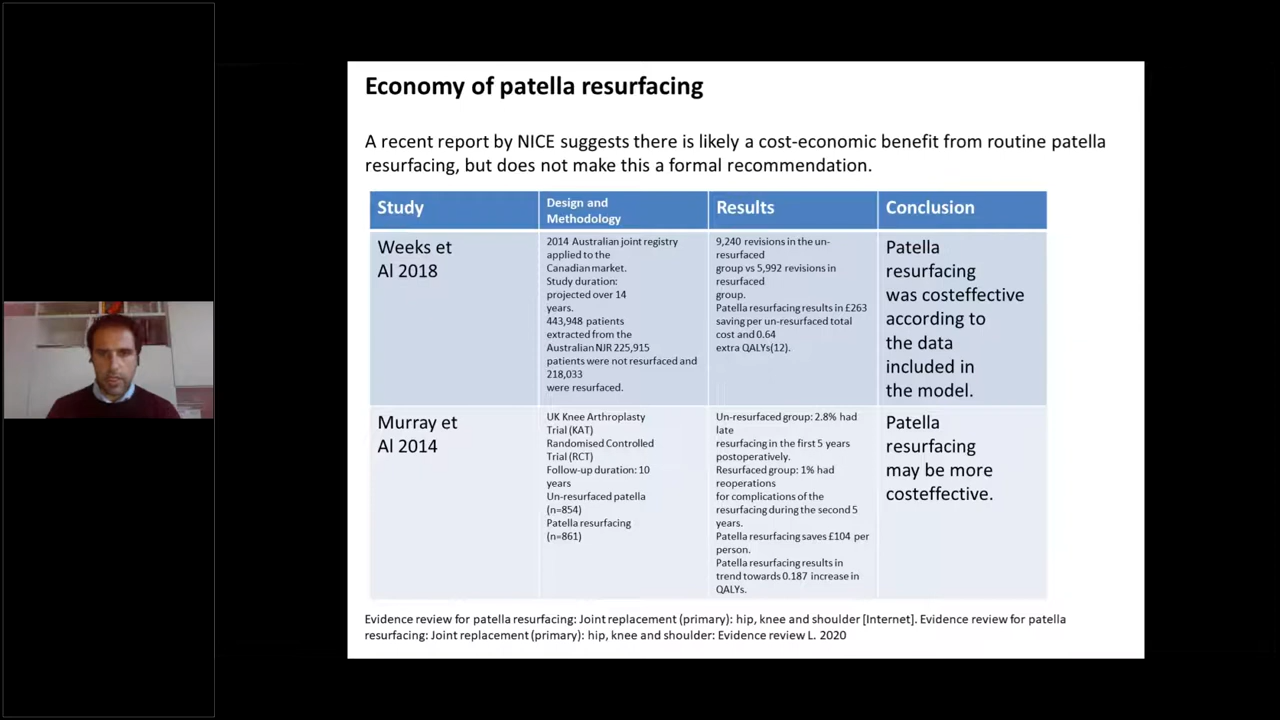 Economy of patella resurfacing
A recent report by NICE suggests there is likely a cost-economic benefit from routine patella
resurfacing, but does not make this a formal recommendation.
Study
Design and
Methodology
Results
Conclusion
Weeks et
Al 2018
2014 Australian joint registry
applied to the
Canadian market.
Study duration:
projected over 14
years.
443,948 patients
extracted from the
Australian NJR 225,915
patients were not resurfaced and
218,033
were resurfaced.
9,240 revisions in the un-
resurfaced
group vs 5,992 revisions in
resurfaced
group.
Patella resurfacing results in £263
saving per un-resurfaced total
cost and 0.64
extra QALYs(12).
Patella
resurfacing
was costeffective
according to
the data
included in
the model.
Murray et
Al 2014
UK Knee Arthroplasty
Trial (KAT)
Randomised Controlled
Trial (RCT)
Follow-up duration: 10
years
Un-resurfaced patella
(n=854)
Patella resurfacing
(n=861)
Un-resurfaced group: 2.8% had
late
resurfacing in the first 5 years
postoperatively.
Resurfaced group: 1% had
reoperations
for complications of the
resurfacing during the second 5
years.
Patella resurfacing saves £104 per
person.
Patella resurfacing results in
trend towards 0.187 increase in
QALYs.
Patella
resurfacing
may be more
costeffective.
Evidence review for patella resurfacing: Joint replacement (primary): hip, knee and shoulder [Internet]. Evidence review for patella
resurfacing: Joint replacement (primary): hip, knee and shoulder: Evidence review L. 2020